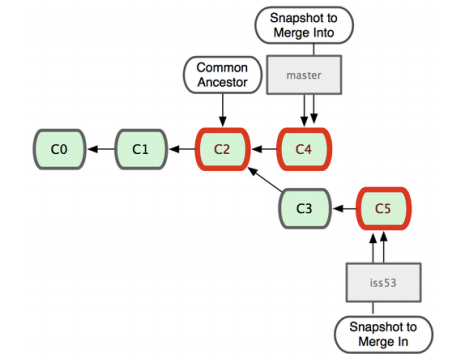 Snapshot to
Merge Into
Common
Ancestor
master
C0
C1
C2
C4
C3
C5
iss53
Snapshot to
Merge In